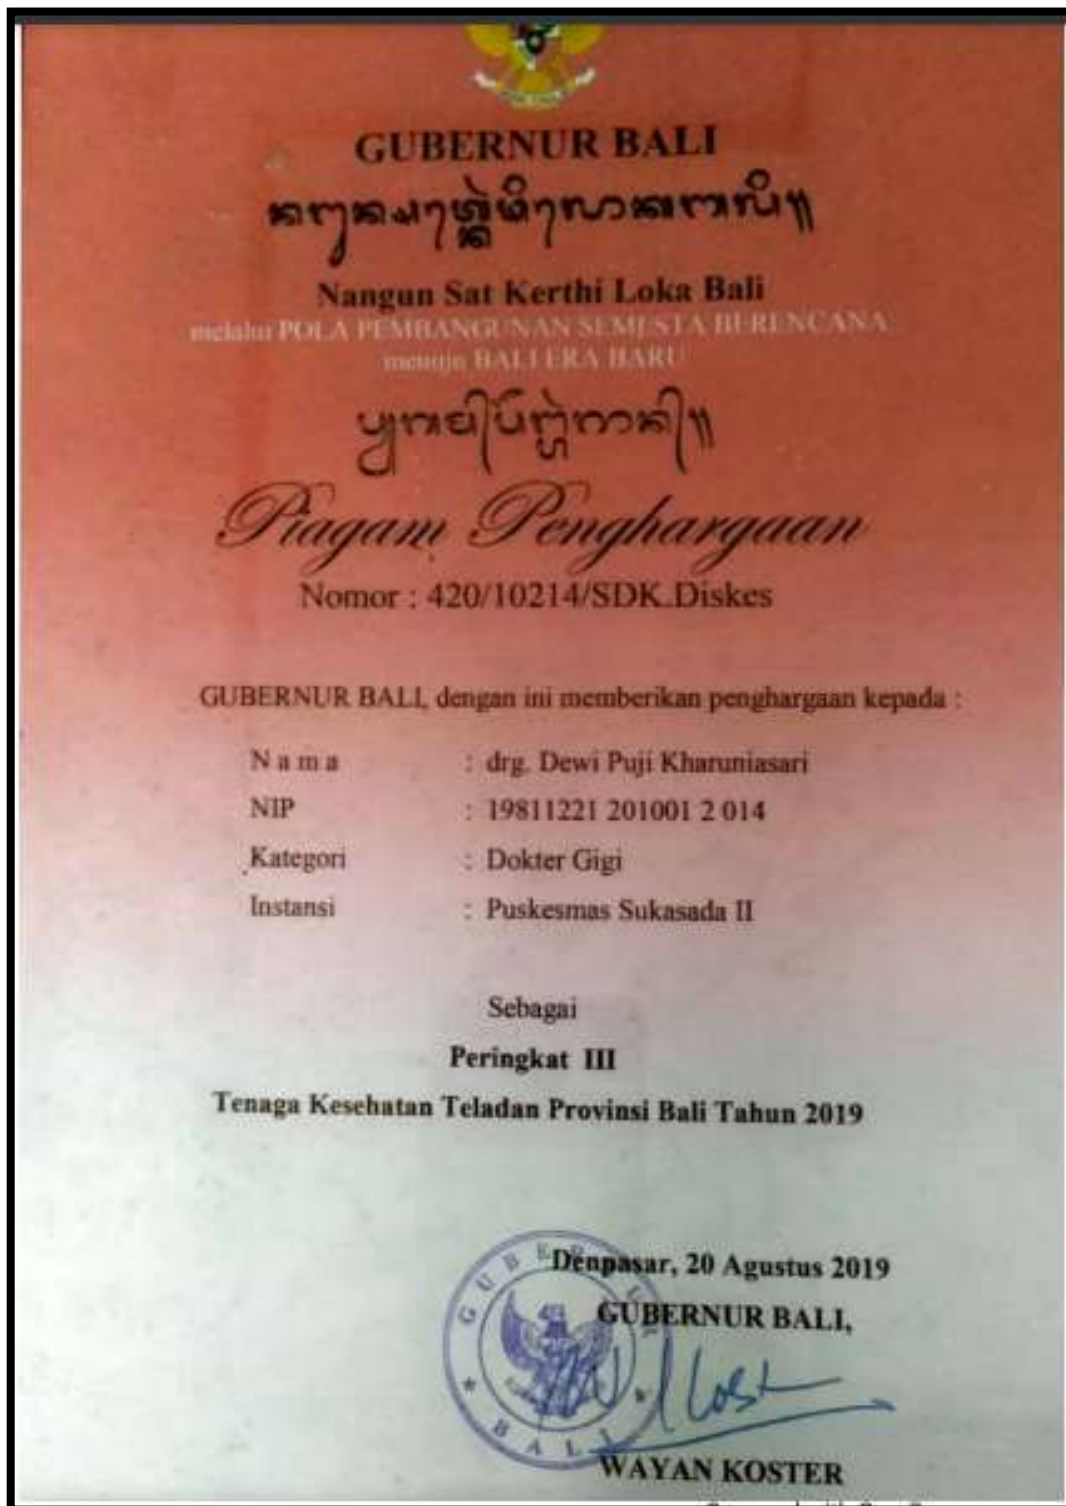 GUBERNUR BALI
Nangun Sat Kerthi Loka Bali
melalui POLA PEMBANGUNAN SEMESTA BERENCANA
menuju BALI ERA BARU
Piagam Penghargaan
Nomor : 420/10214/SDK.Diskes
GUBERNUR BALI, dengan ini memberikan penghargaan kepada :
N a m a : drg. Dewi Puji Kharuniasari
NIP : 19811221 201001 2 014
Kategori : Dokter Gigi
Instansi : Puskesmas Sukasada II
Sebagai
Peringkat III
Tenaga Kesehatan Teladan Provinsi Bali Tahun 2019
Denpasar, 20 Agustus 2019
GUBERNUR BALI,
GUBERNUR BALI
WAYAN KOSTER